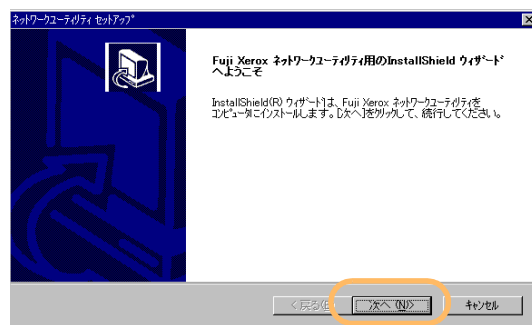 ネットワークユーティリティ セットアップ
Fuji Xerox ネットワークユーティリティ用のInstallShield ウィザード
へようこそ
InstallShield(R) ウィザードは、Fuji Xerox ネットワークユーティリティを
コンピュータにインストールします。[次へ]をクリックして、続行してください。
< 戻る(B) 次へ (N)> キャンセル